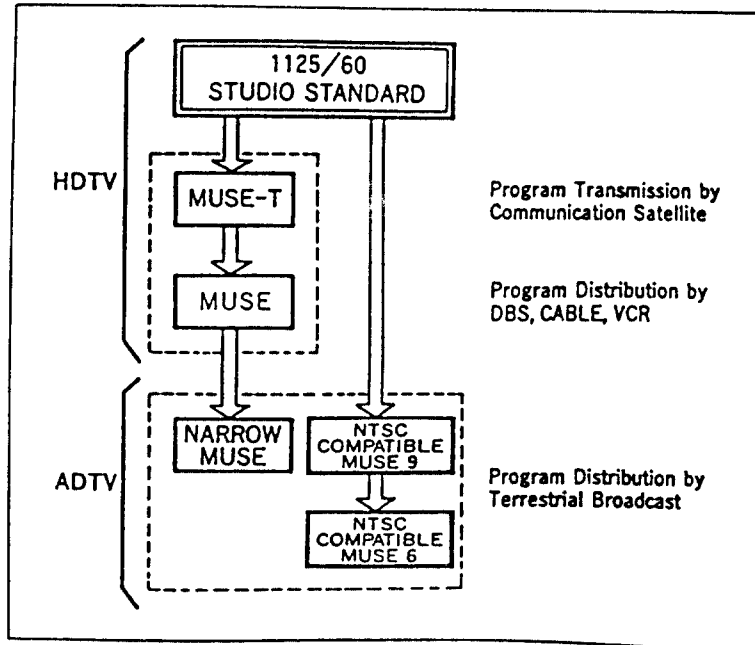 1125/60
STUDIO STANDARD
HDTV
MUSE-T
Program Transmission by
Communication Satellite
MUSE
Program Distribution by
DBS, CABLE, VCR
ADTV
NARROW
MUSE
NTSC
COMPATIBLE
MUSE 9
Program Distribution by
Terrestrial Broadcast
NTSC
COMPATIBLE
MUSE 6